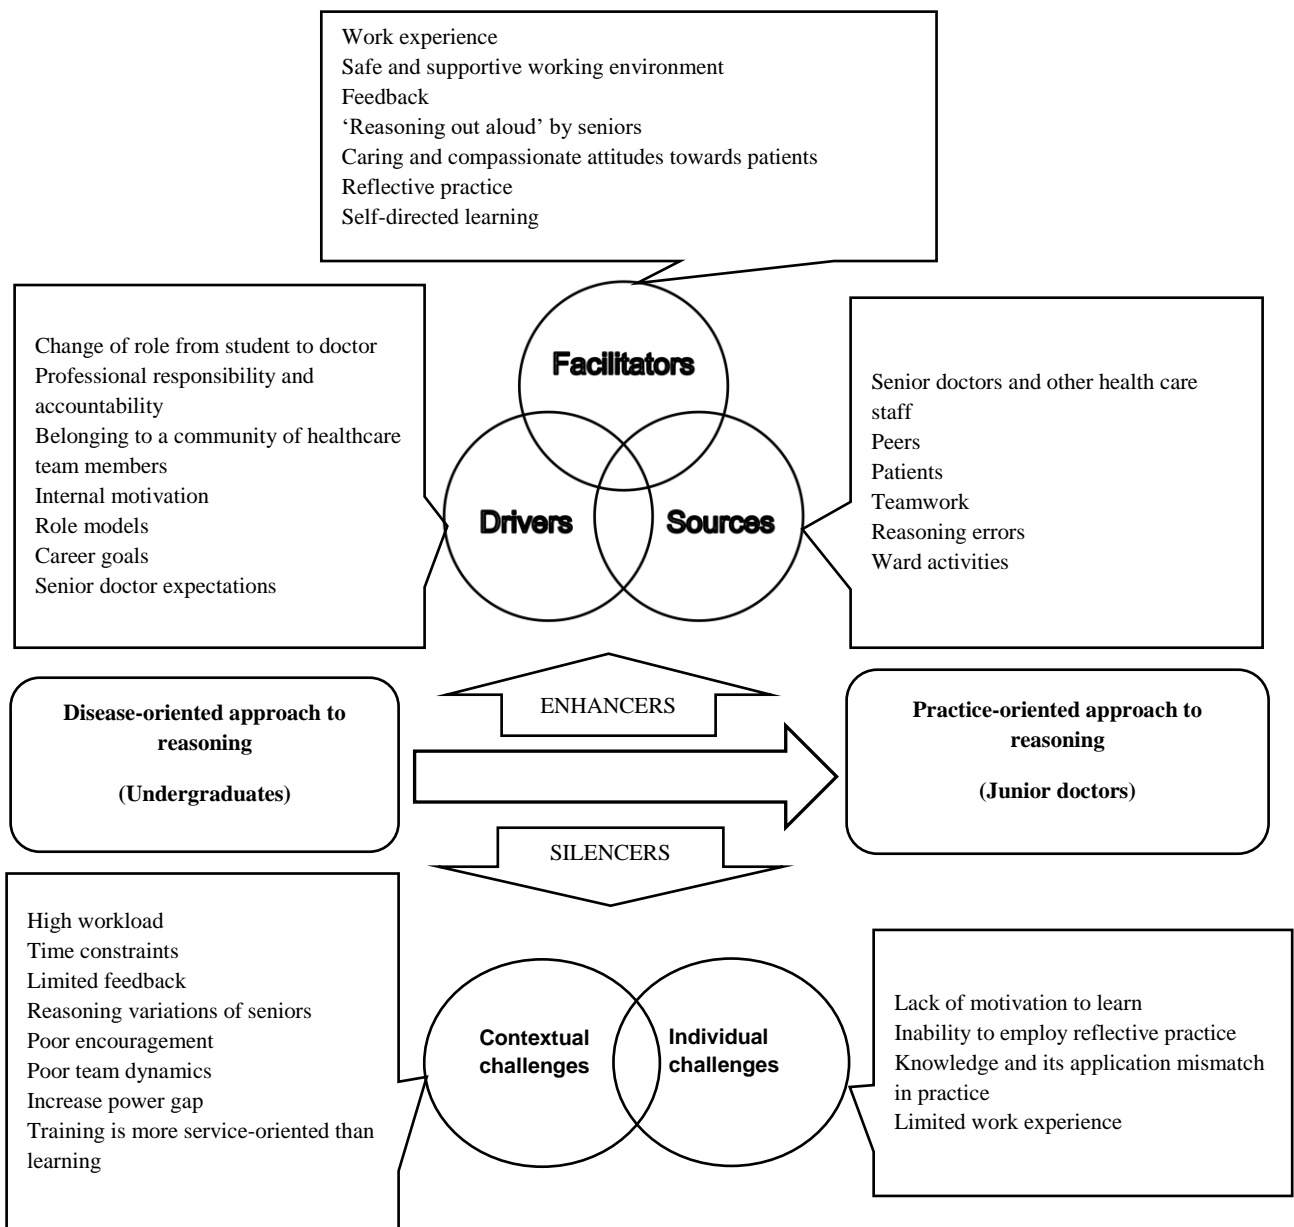 Work experience
Safe and supportive working environment
Feedback
‘Reasoning out aloud’ by seniors
Caring and compassionate attitudes towards patients
Reflective practice
Self-directed learning
Change of role from student to doctor
Professional responsibility and
accountability
Belonging to a community of healthcare
team members
Internal motivation
Role models
Career goals
Senior doctor expectations
Facilitators
Drivers
Sources
Senior doctors and other health care
staff
Peers
Patients
Teamwork
Reasoning errors
Ward activities
Disease-oriented approach to
reasoning
(Undergraduates)
ENHANCERS
SILENCERS
Practice-oriented approach to
reasoning
(Junior doctors)
High workload
Time constraints
Limited feedback
Reasoning variations of seniors
Poor encouragement
Poor team dynamics
Increase power gap
Training is more service-oriented than
learning
Contextual
challenges
Individual
challenges
Lack of motivation to learn
Inability to employ reflective practice
Knowledge and its application mismatch
in practice
Limited work experience